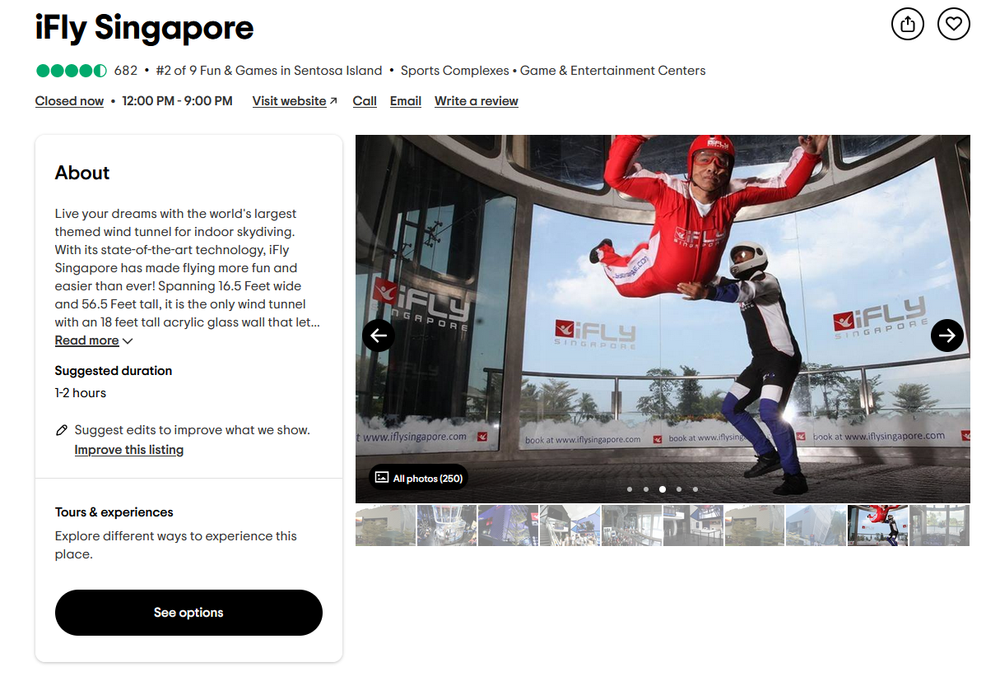 iFly Singapore
682 • #2 of 9 Fun & Games in Sentosa Island • Sports Complexes • Game & Entertainment Centers
Closed now • 12:00 PM - 9:00 PM Visit website Call Email Write a review
About
Live your dreams with the world's largest
themed wind tunnel for indoor skydiving.
With its state-of-the-art technology, iFly
Singapore has made flying more fun and
easier than ever! Spanning 16.5 Feet wide
and 56.5 Feet tall, it is the only wind tunnel
with an 18 feet tall acrylic glass wall that let...
Read more
Suggested duration
1-2 hours
Suggest edits to improve what we show.
Improve this listing
Tours & experiences
Explore different ways to experience this
place.
See options
iFLY
iFLY
SINGAPORE
iFLY
SINGAPORE
iFLY
SINGAPORE
iFLY
SINGAPORE
t www.iflysingapore.com
book at www.iflysingapore.com
book at www.iflysingapore.com
book at www.iflysingapore.com
All photos (250)